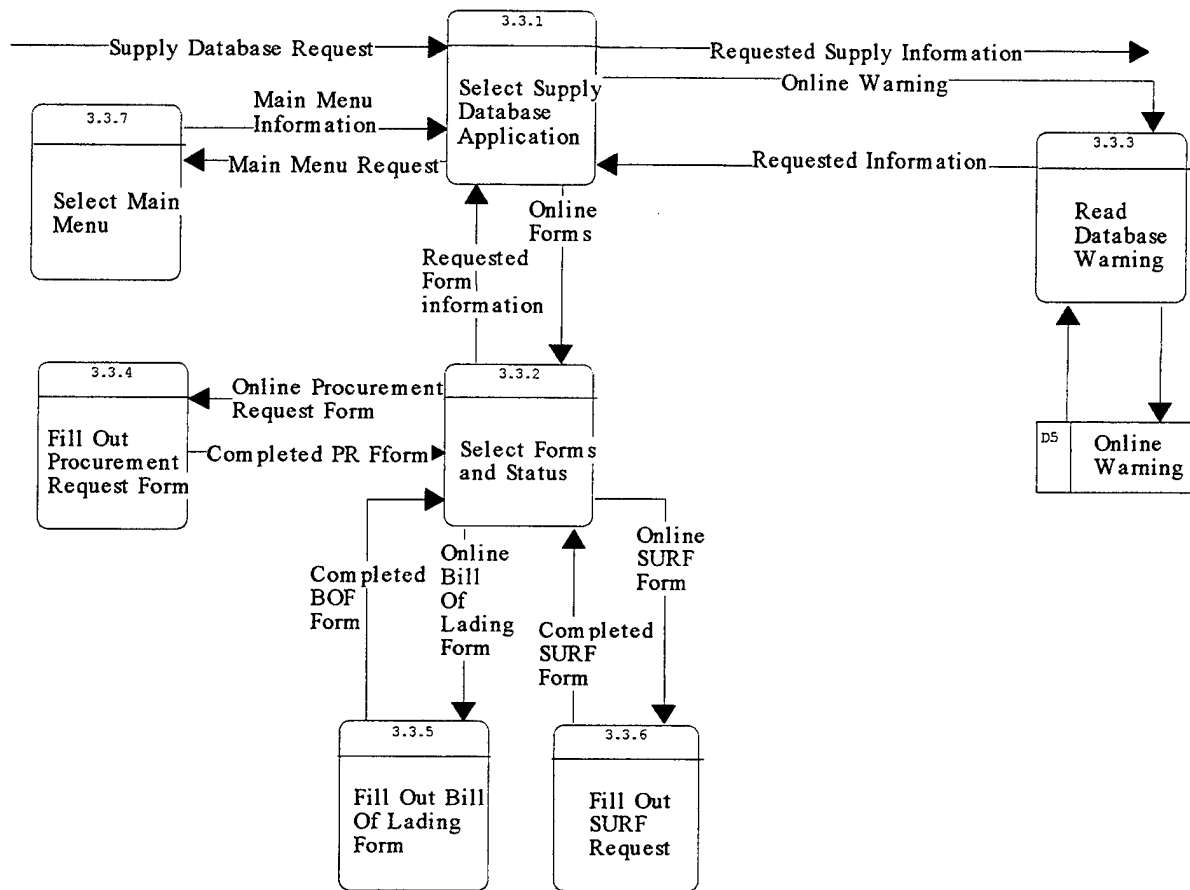 3.3.1
Supply Database Request
Select Supply
Database
Application
Requested Supply Information
Online Warning
3.3.7
Select Main
Menu
Main Menu
Information
Main Menu Request
Requested Information
3.3.3
Read
Database
Warning
Online
Forms
Requested
Form
information
3.3.4
Fill Out
Procurement
Request Form
Online Procurement
Request Form
Completed PR Fform
3.3.2
Select Forms
and Status
D5
Online
Warning
Completed
BOF
Form
Online
Bill
Of
Lading
Form
Completed
SURF
Form
Online
SURF
Form
3.3.5
Fill Out Bill
Of Lading
Form
3.3.6
Fill Out
SURF
Request